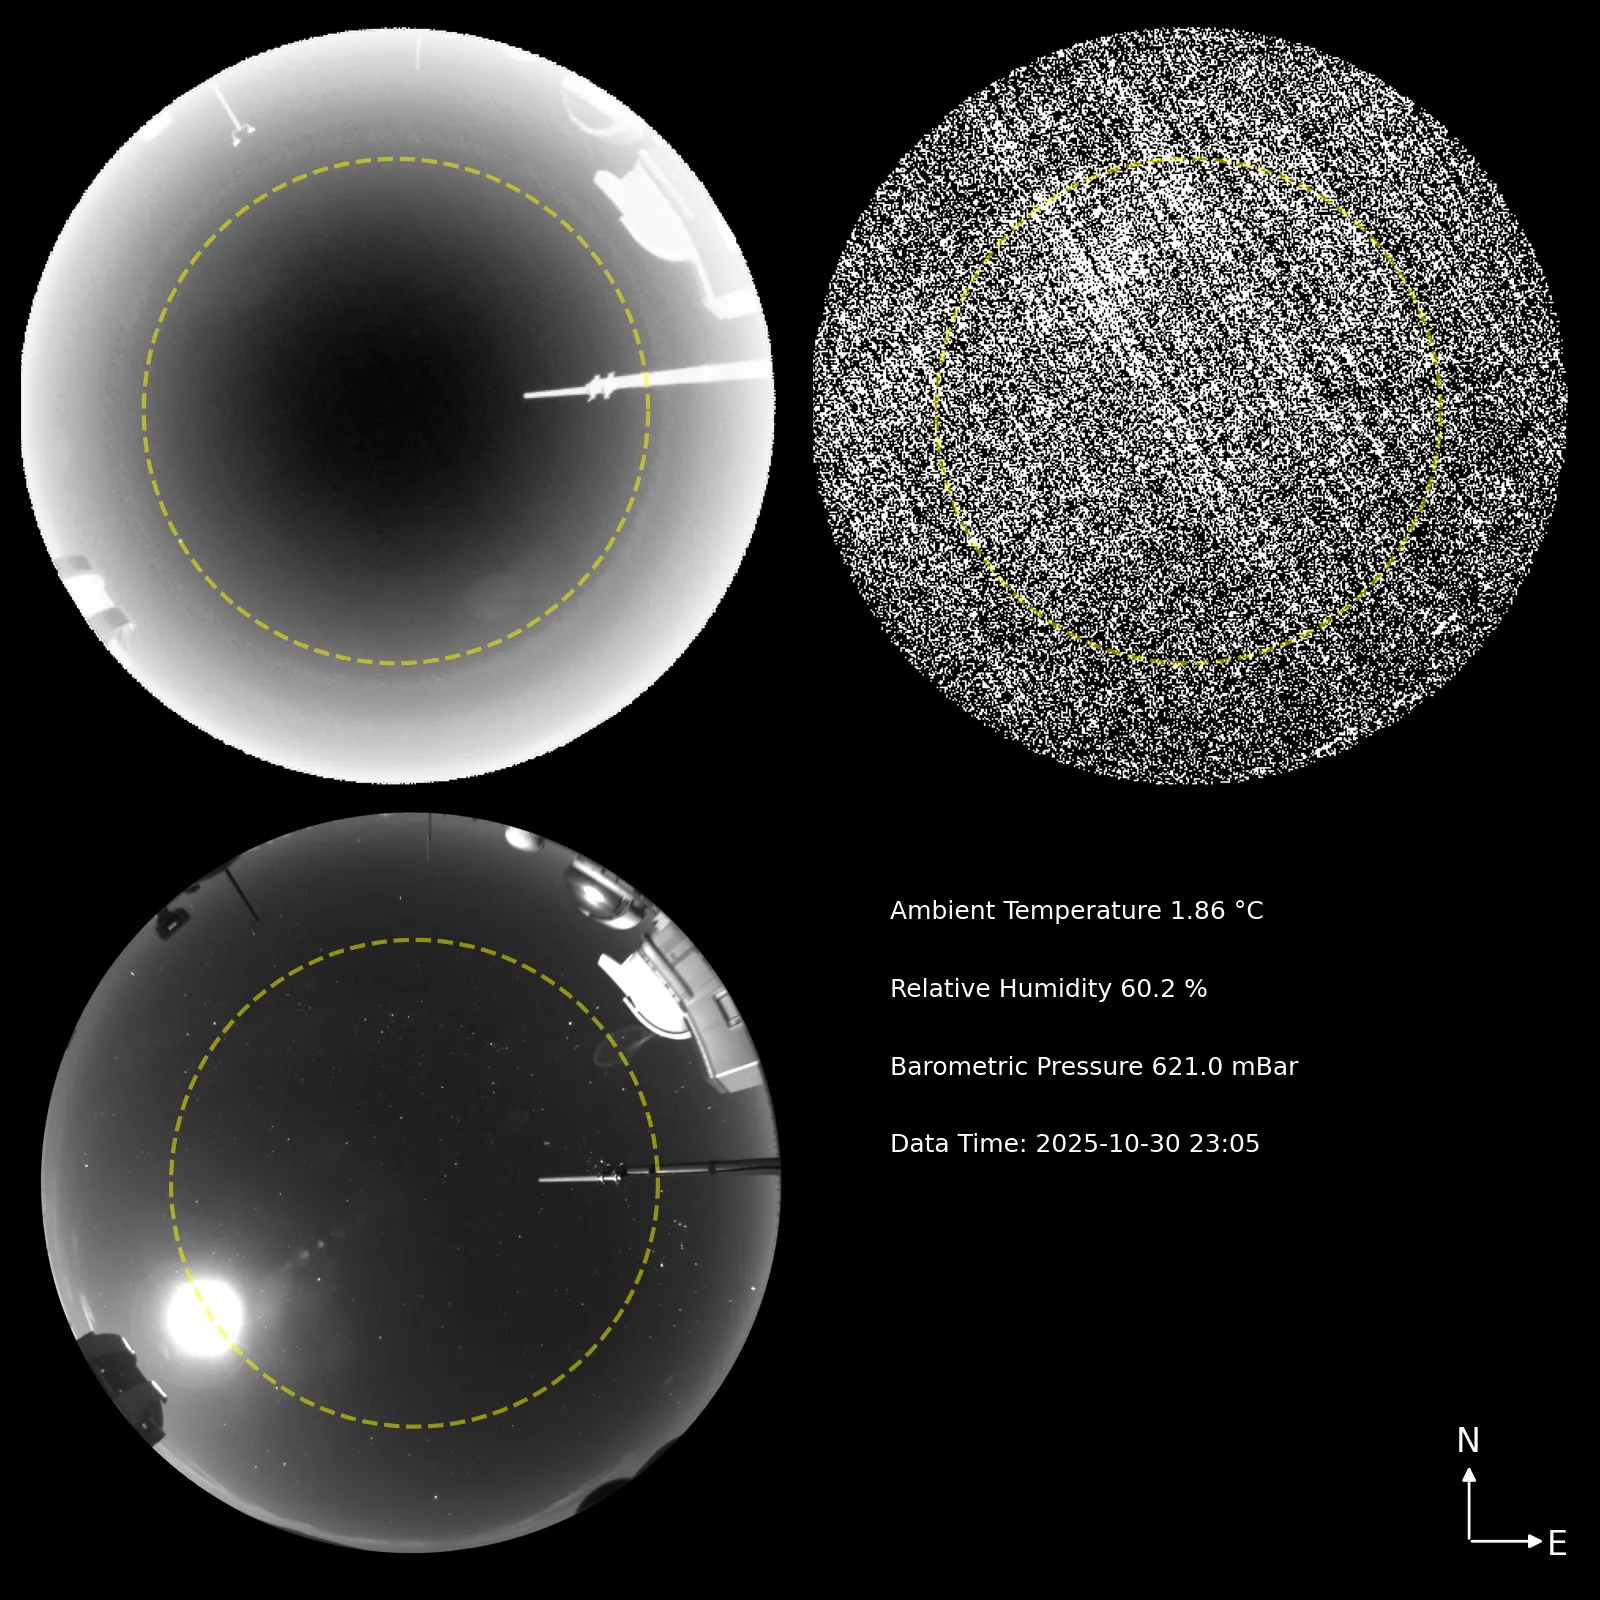 Ambient Temperature 1.86 °C
Relative Humidity 60.2 %
Barometric Pressure 621.0 mBar
Data Time: 2025-10-30 23:05
N
E